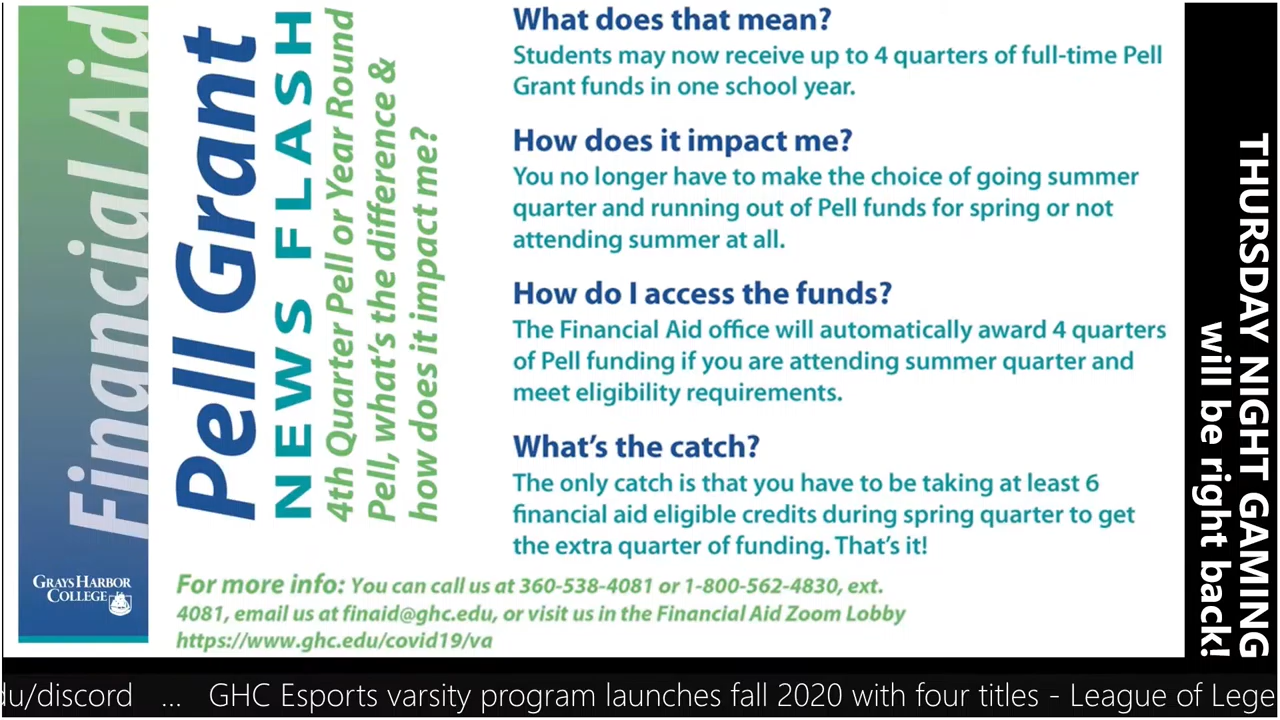 Financial Aid
GRAYS HARBOR
COLLEGE
Pell Grant
NEWS FLASH
4th Quarter Pell or Year Round
Pell, what's the difference &
how does it impact me?
What does that mean?
Students may now receive up to 4 quarters of full-time Pell
Grant funds in one school year.
How does it impact me?
You no longer have to make the choice of going summer
quarter and running out of Pell funds for spring or not
attending summer at all.
How do I access the funds?
The Financial Aid office will automatically award 4 quarters
of Pell funding if you are attending summer quarter and
meet eligibility requirements.
What's the catch?
The only catch is that you have to be taking at least 6
financial aid eligible credits during spring quarter to get
the extra quarter of funding. That's it!
For more info: You can call us at 360-538-4081 or 1-800-562-4830, ext.
4081, email us at finaid@ghc.edu, or visit us in the Financial Aid Zoom Lobby
https://www.ghc.edu/covid19/va
THURSDAY NIGHT GAMING
will be right back!
du/discord ... GHC Esports varsity program launches fall 2020 with four titles - League of Lege